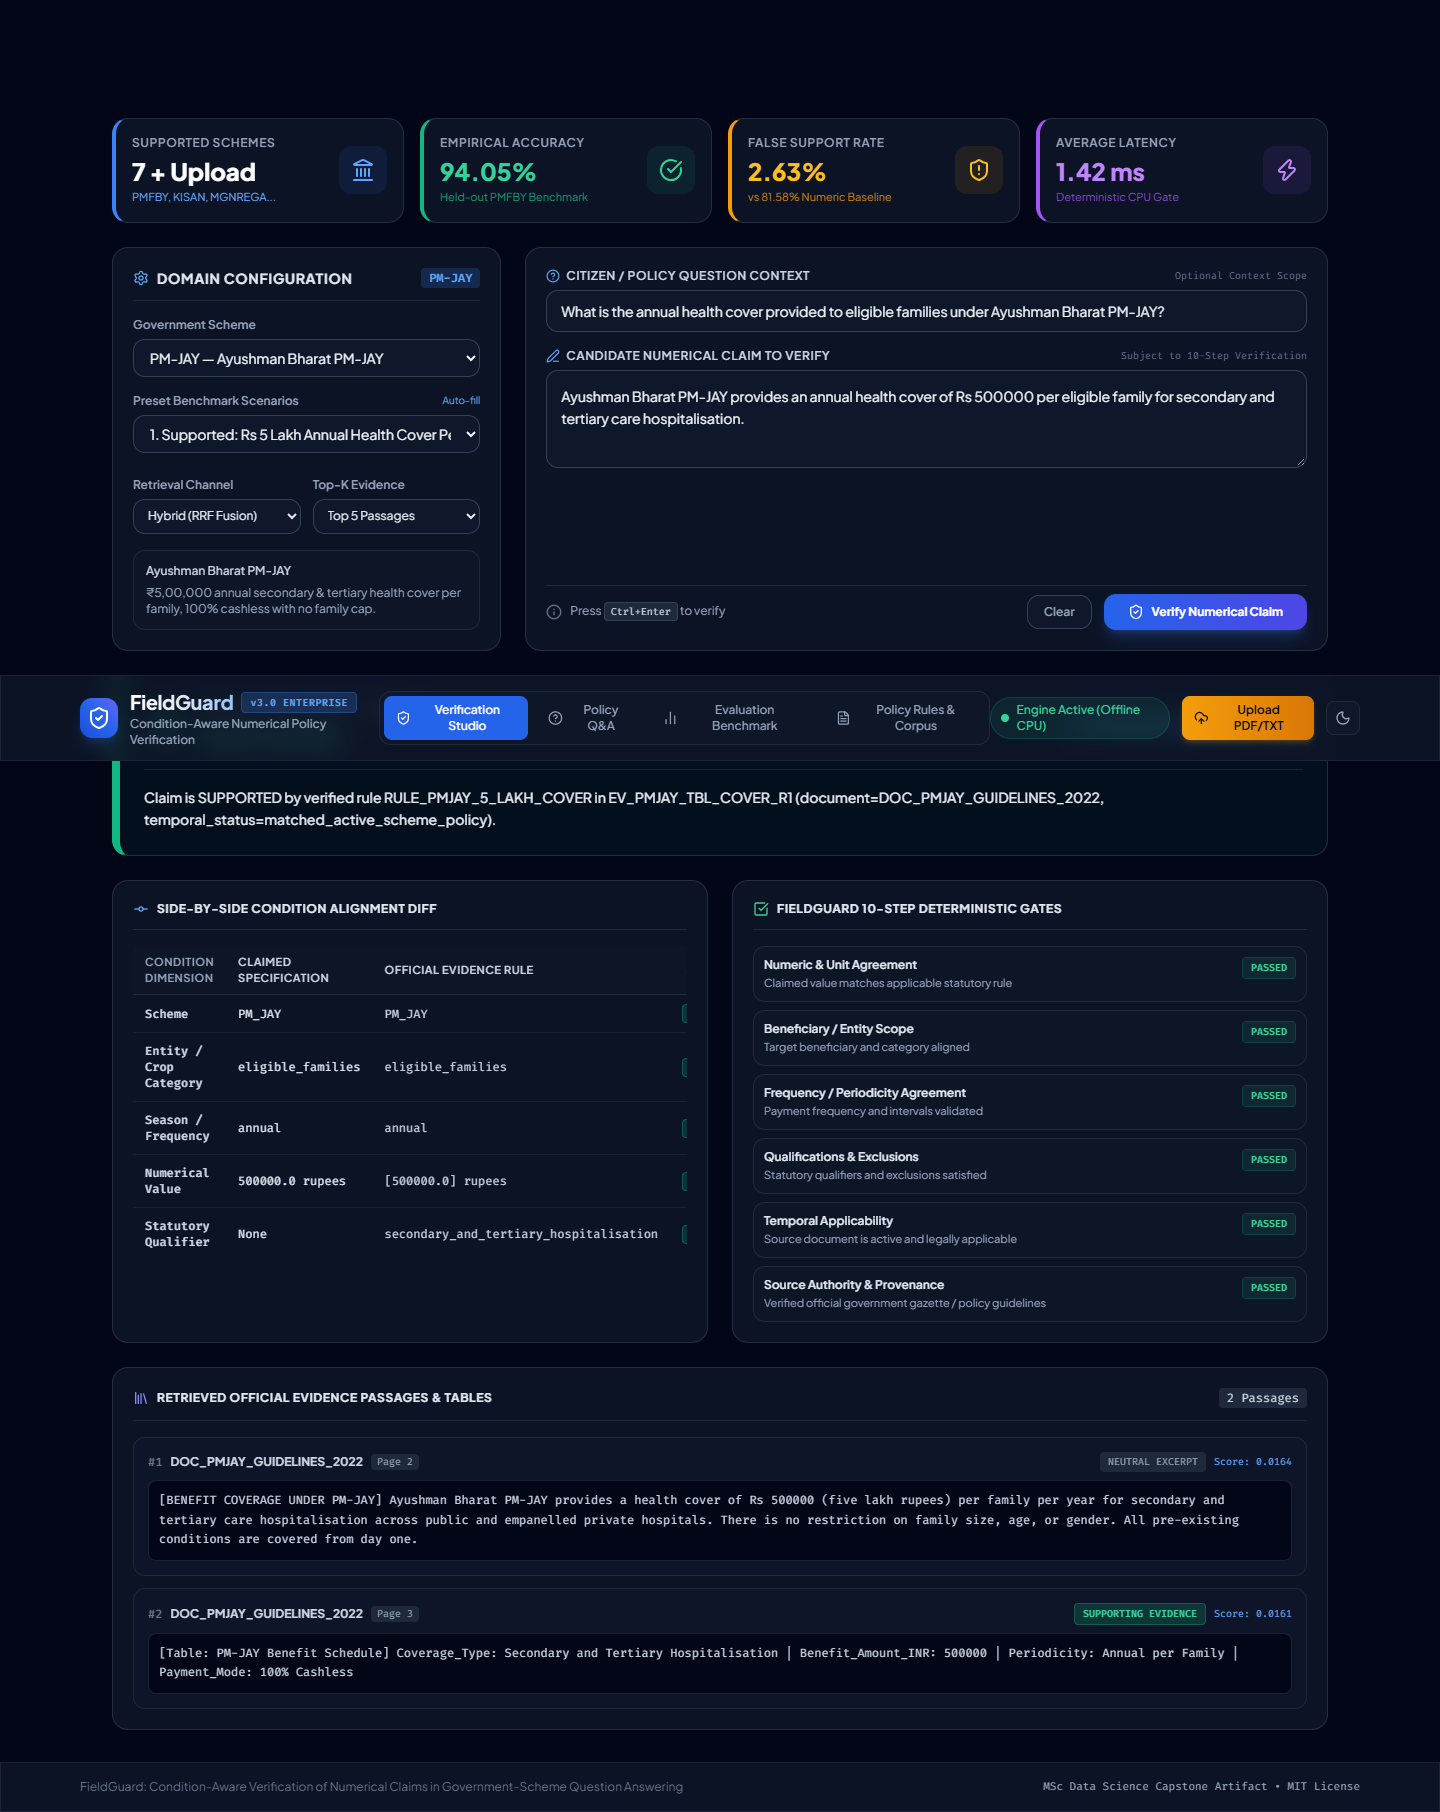 SUPPORTED SCHEMES
7 + Upload
PMFBY, KISAN, MGNREGA...
EMPIRICAL ACCURACY
94.05%
Held-out PMFBY Benchmark
FALSE SUPPORT RATE
2.63%
vs 81.58% Numeric Baseline
AVERAGE LATENCY
1.42 ms
Deterministic CPU Gate
DOMAIN CONFIGURATION
PM-JAY
Government Scheme
PM-JAY — Ayushman Bharat PM-JAY
Preset Benchmark Scenarios
Auto-fill
1. Supported: Rs 5 Lakh Annual Health Cover Pe
Retrieval Channel
Top-K Evidence
Hybrid (RRF Fusion)
Top 5 Passages
Ayushman Bharat PM-JAY
₹5,00,000 annual secondary & tertiary health cover per
family, 100% cashless with no family cap.
CITIZEN / POLICY QUESTION CONTEXT
Optional Context Scope
What is the annual health cover provided to eligible families under Ayushman Bharat PM-JAY?
CANDIDATE NUMERICAL CLAIM TO VERIFY
Subject to 10-Step Verification
Ayushman Bharat PM-JAY provides an annual health cover of Rs 500000 per eligible family for secondary and
tertiary care hospitalisation.
Press Ctrl+Enter to verify
Clear
Verify Numerical Claim
FieldGuard
v3.0 ENTERPRISE
Condition-Aware Numerical Policy
Verification
Verification
Studio
Policy
Q&A
Evaluation
Benchmark
Policy Rules &
Corpus
Engine Active (Offline
CPU)
Upload
PDF/TXT
Claim is SUPPORTED by verified rule RULE_PMJAY_5_LAKH_COVER in EV_PMJAY_TBL_COVER_R1 (document=DOC_PMJAY_GUIDELINES_2022,
temporal_status=matched_active_scheme_policy).
SIDE-BY-SIDE CONDITION ALIGNMENT DIFF
CONDITION
DIMENSION
CLAIMED
SPECIFICATION
OFFICIAL EVIDENCE RULE
Scheme
PM_JAY
PM_JAY
Entity /
Crop
Category
eligible_families
eligible_families
Season /
Frequency
annual
annual
Numerical
Value
500000.0 rupees
[500000.0] rupees
Statutory
Qualifier
None
secondary_and_tertiary_hospitalisation
FIELDGUARD 10-STEP DETERMINISTIC GATES
Numeric & Unit Agreement
Claimed value matches applicable statutory rule
PASSED
Beneficiary / Entity Scope
Target beneficiary and category aligned
PASSED
Frequency / Periodicity Agreement
Payment frequency and intervals validated
PASSED
Qualifications & Exclusions
Statutory qualifiers and exclusions satisfied
PASSED
Temporal Applicability
Source document is active and legally applicable
PASSED
Source Authority & Provenance
Verified official government gazette / policy guidelines
PASSED
RETRIEVED OFFICIAL EVIDENCE PASSAGES & TABLES
2 Passages
#1 DOC_PMJAY_GUIDELINES_2022 Page 2
NEUTRAL EXCERPT Score: 0.0164
[BENEFIT COVERAGE UNDER PM-JAY] Ayushman Bharat PM-JAY provides a health cover of Rs 500000 (five lakh rupees) per family per year for secondary and
tertiary care hospitalisation across public and empanelled private hospitals. There is no restriction on family size, age, or gender. All pre-existing
conditions are covered from day one.
#2 DOC_PMJAY_GUIDELINES_2022 Page 3
SUPPORTING EVIDENCE Score: 0.0161
[Table: PM-JAY Benefit Schedule] Coverage_Type: Secondary and Tertiary Hospitalisation | Benefit_Amount_INR: 500000 | Periodicity: Annual per Family |
Payment_Mode: 100% Cashless
FieldGuard: Condition-Aware Verification of Numerical Claims in Government-Scheme Question Answering
MSc Data Science Capstone Artifact • MIT License